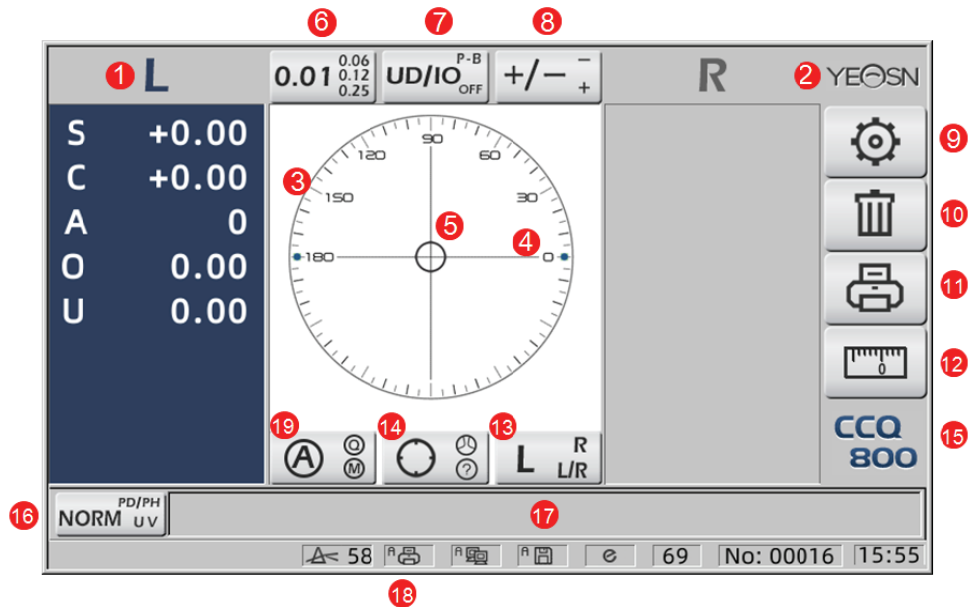 6
7
8
1
L
0.01
0.06
0.12
0.25
UD/IO
P-B
OFF
+/−
−
+
R
2
YEOSN
S +0.00
C +0.00
A 0
O 0.00
U 0.00
90
120
60
3
150
30
5
4
180
0
9
10
11
0
12
19
A
Q
M
14
?
13
L
R
L/R
CCQ
800
15
16
NORM
PD/PH
UV
17
58
A
A
A
e
69
No: 00016
15:55
18